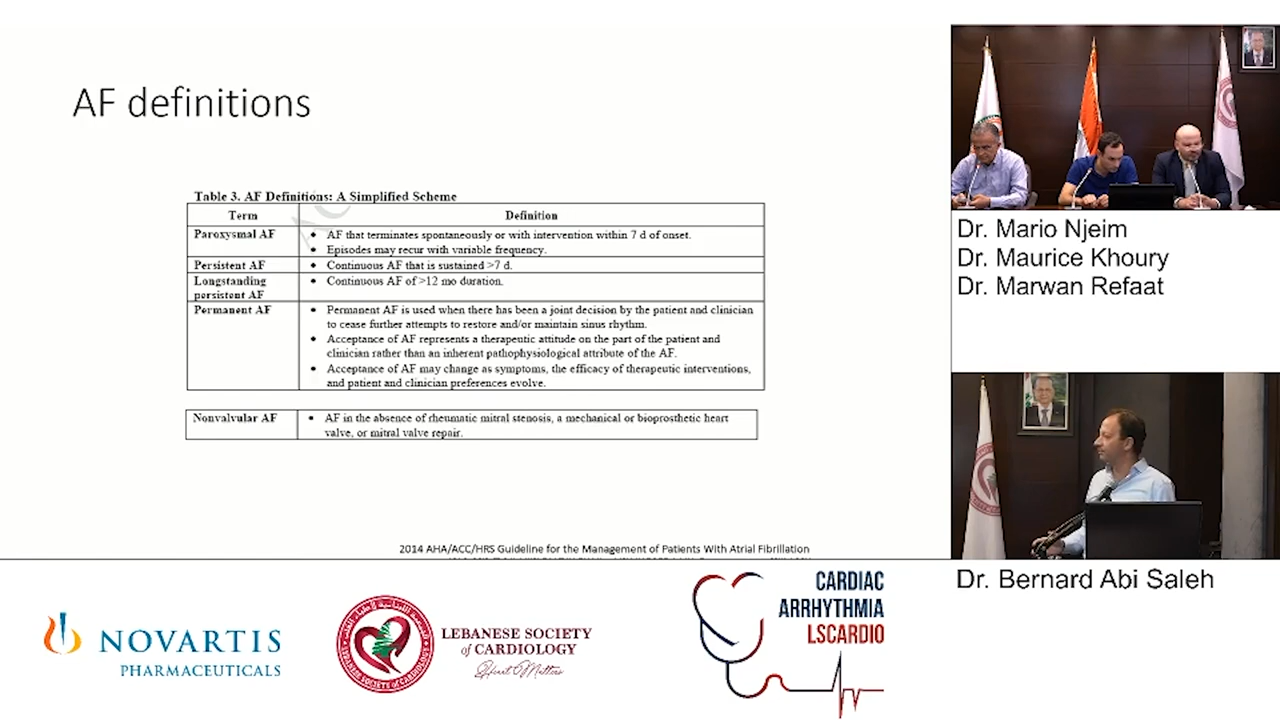 AF definitions
Table 3. AF Definitions: A Simplified Scheme
Term
Definition
Paroxysmal AF
• AF that terminates spontaneously or with intervention within 7 d of onset.
• Episodes may recur with variable frequency.
Persistent AF
• Continuous AF that is sustained >7 d.
Longstanding
persistent AF
• Continuous AF of >12 mo duration.
Permanent AF
• Permanent AF is used when there has been a joint decision by the patient and clinician
to cease further attempts to restore and/or maintain sinus rhythm.
• Acceptance of AF represents a therapeutic attitude on the part of the patient and
clinician rather than an inherent pathophysiological attribute of the AF.
• Acceptance of AF may change as symptoms, the efficacy of therapeutic interventions,
and patient and clinician preferences evolve.
Nonvalvular AF
• AF in the absence of rheumatic mitral stenosis, a mechanical or bioprosthetic heart
valve, or mitral valve repair.
2014 AHA/ACC/HRS Guideline for the Management of Patients With Atrial Fibrillation
Dr. Mario Njeim
Dr. Maurice Khoury
Dr. Marwan Refaat
Dr. Bernard Abi Saleh
NOVARTIS
PHARMACEUTICALS
LEBANESE SOCIETY OF CARDIOLOGY
LEBANESE SOCIETY
of CARDIOLOGY
Heart Matters
CARDIAC
ARRHYTHMIA
LSCARDIO